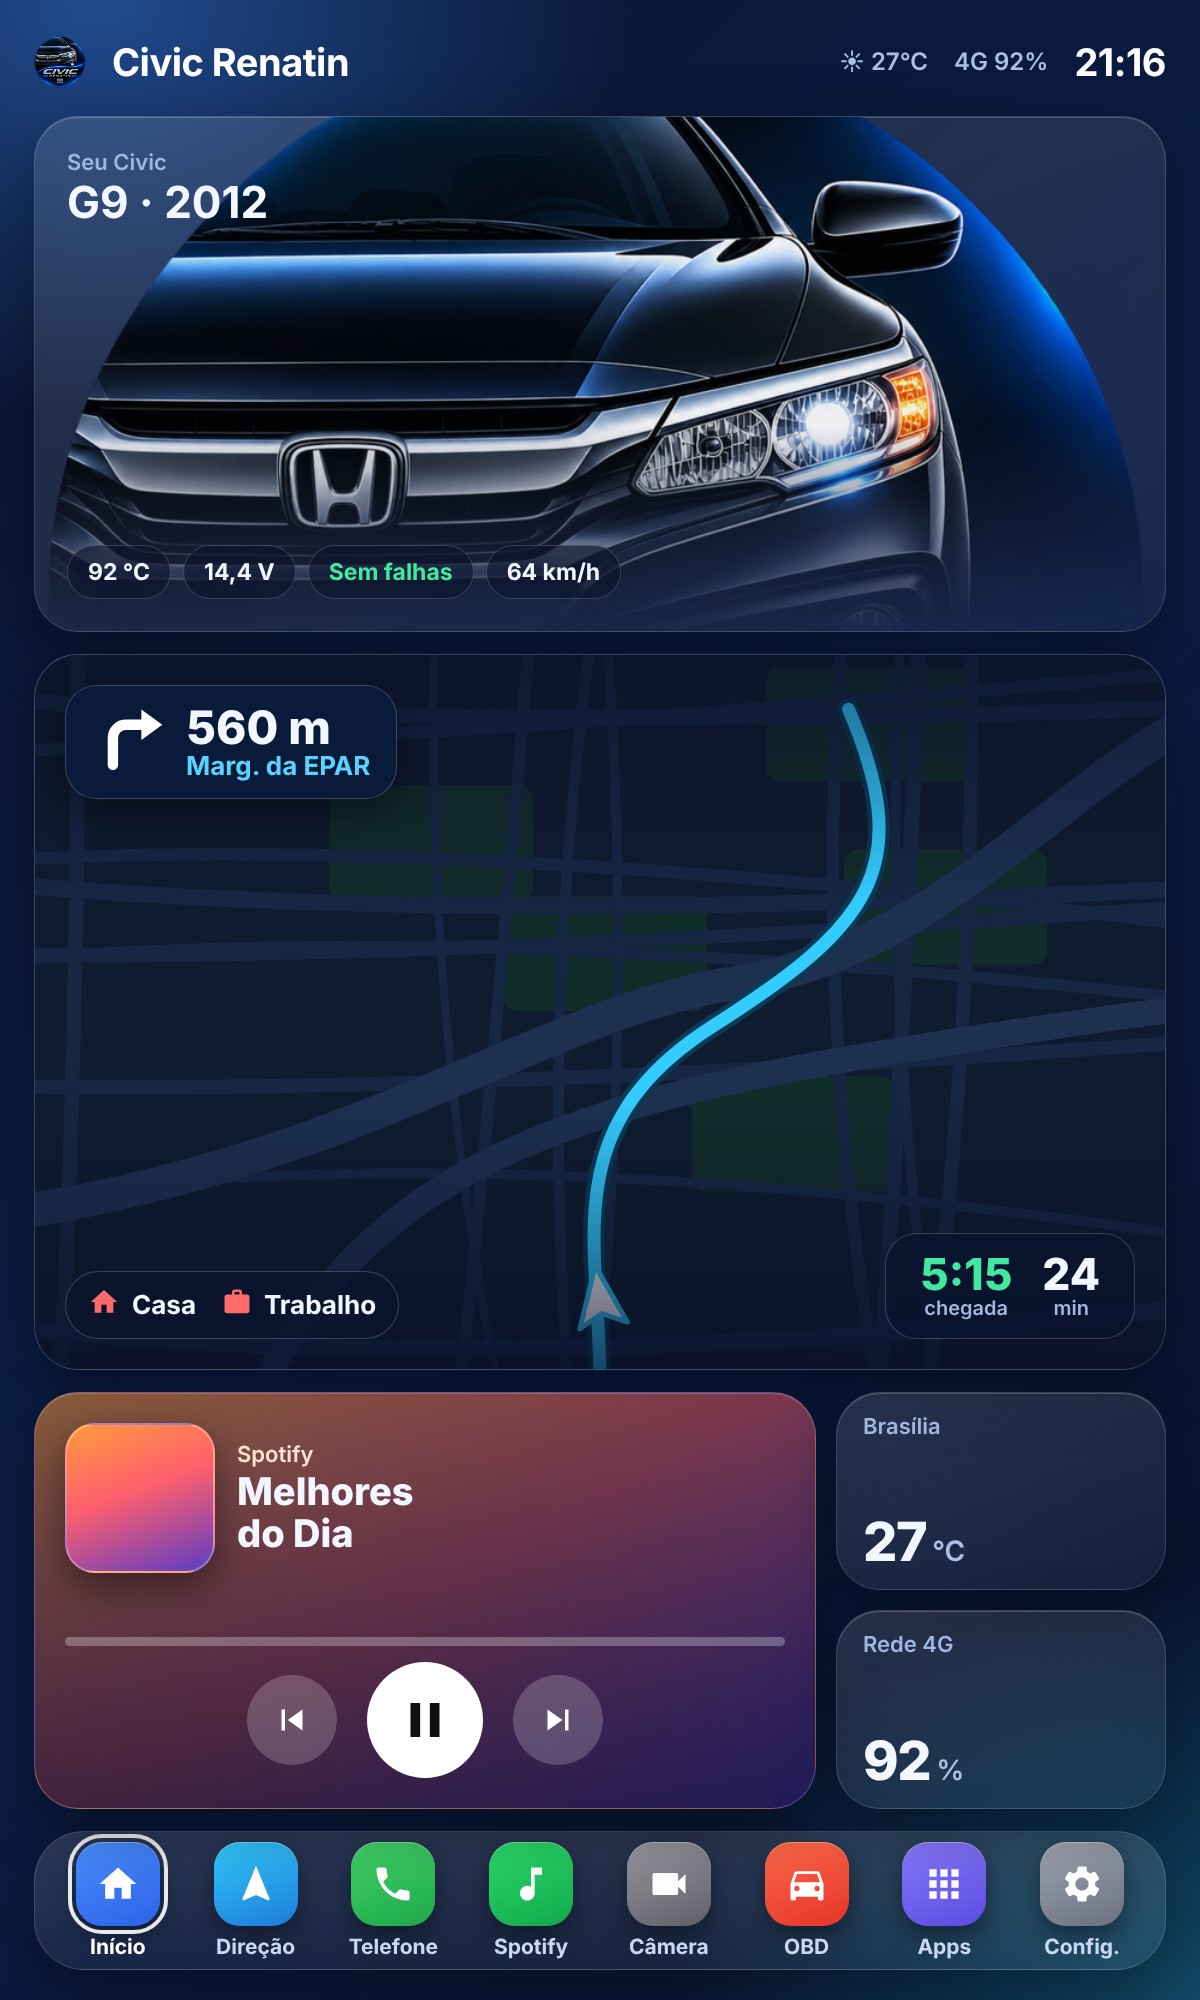 CIVIC
Civic Renatin
27°C
4G 92%
21:16
Seu Civic
G9 · 2012
92 °C
14,4 V
Sem falhas
64 km/h
560 m
Marg. da EPAR
Casa
Trabalho
5:15
chegada
24
min
Spotify
Melhores
do Dia
Brasília
27 °C
Rede 4G
92 %
Início
Direção
Telefone
Spotify
Câmera
OBD
Apps
Config.